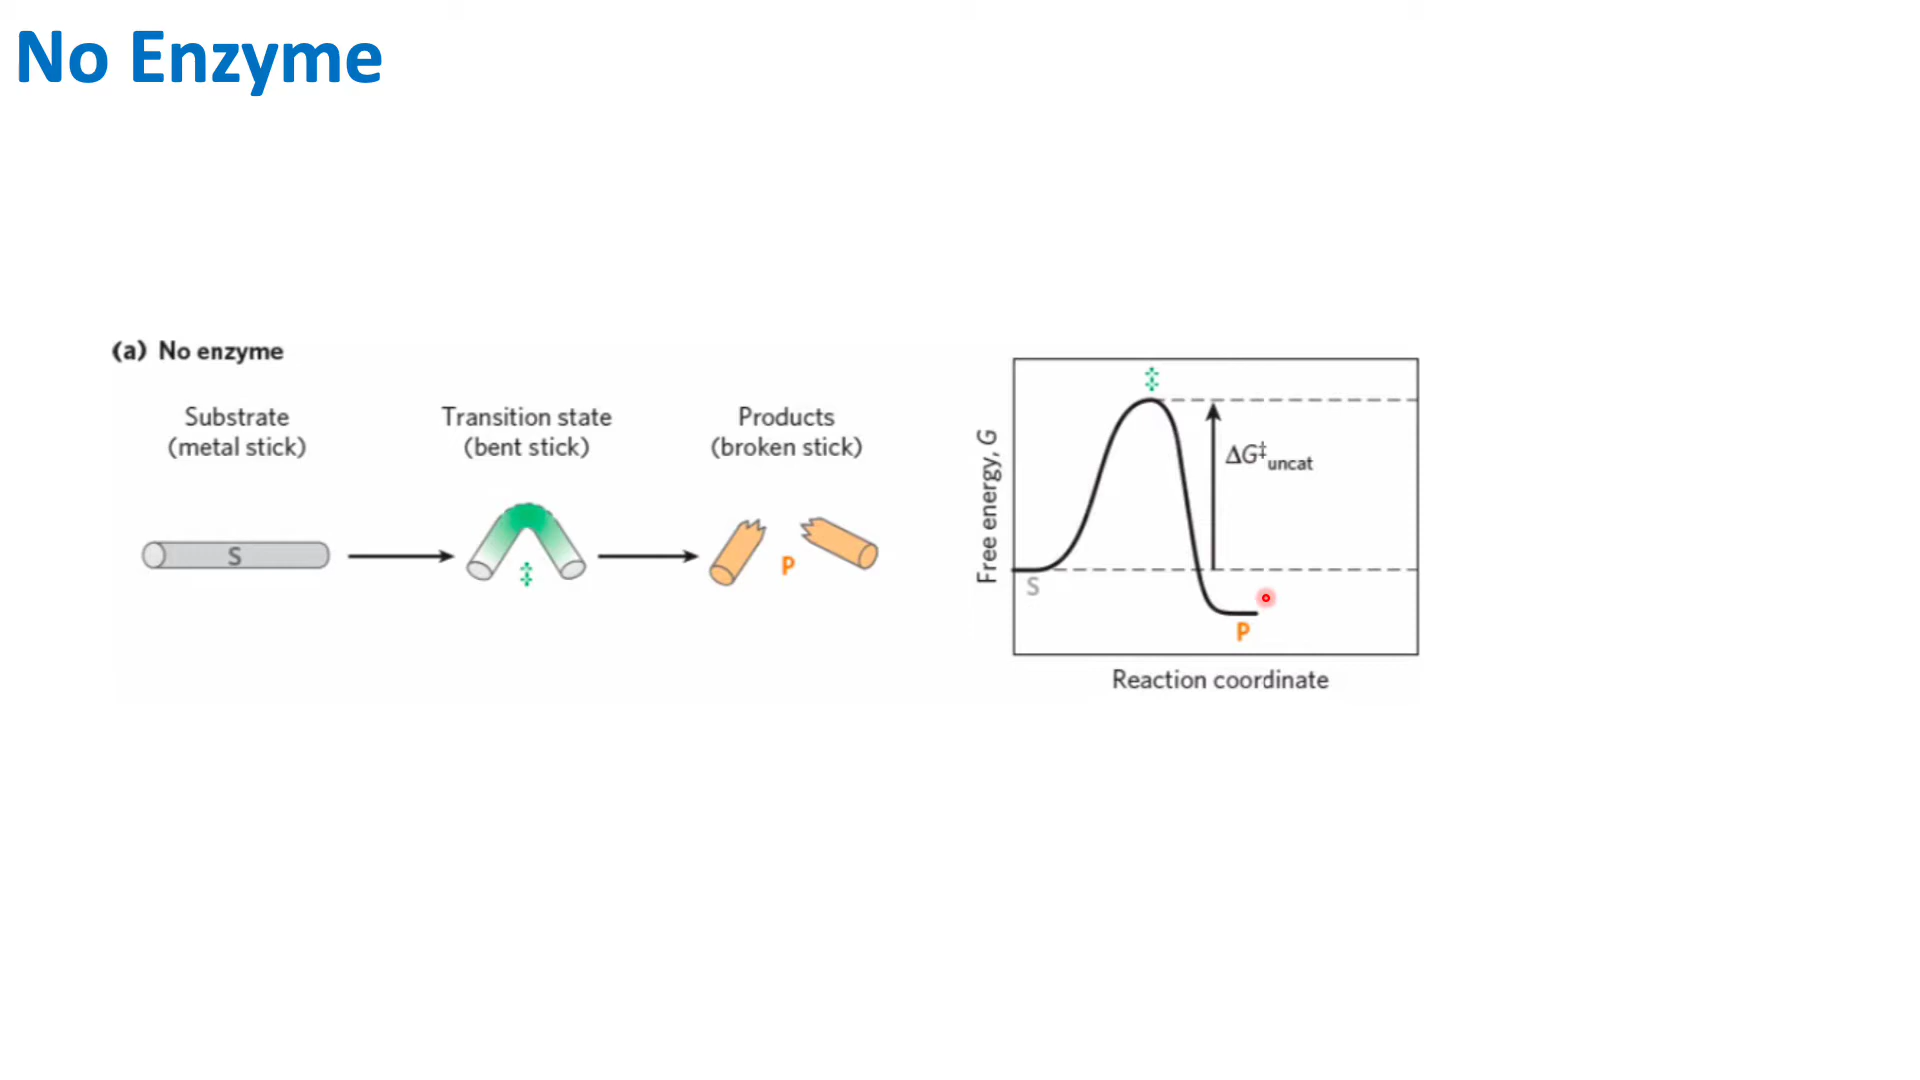 No Enzyme
(a) No enzyme
Substrate
(metal stick)
Transition state
(bent stick)
Products
(broken stick)
S
‡
P
Free energy, G
‡
ΔG‡uncat
S
P
Reaction coordinate